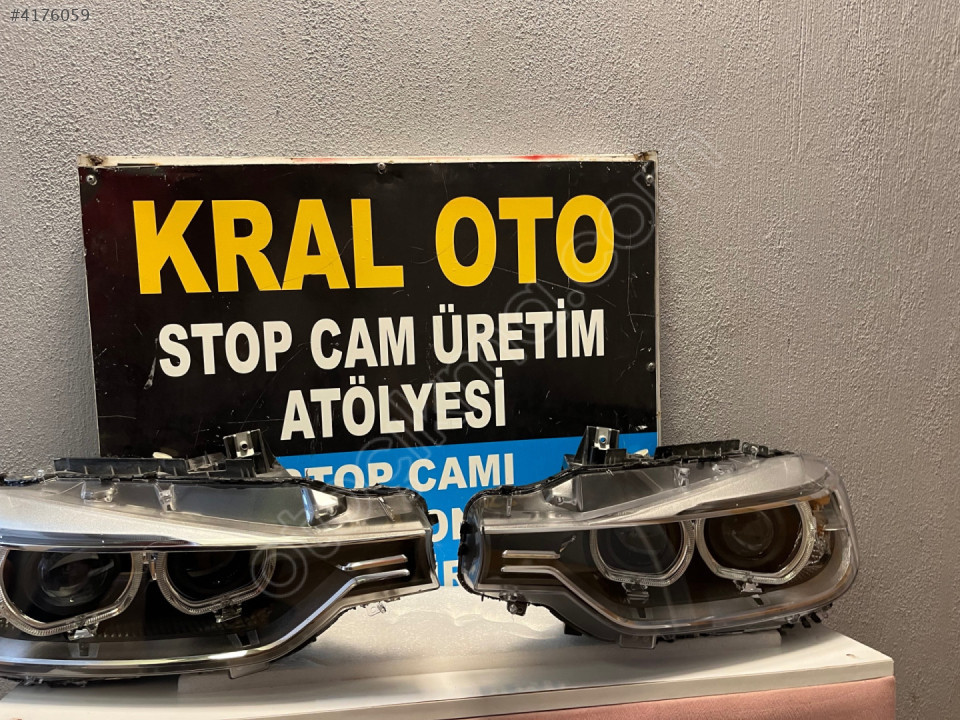 #4176059
KRAL OTO
STOP CAM ÜRETİM
ATÖLYESİ
STOP CAMI